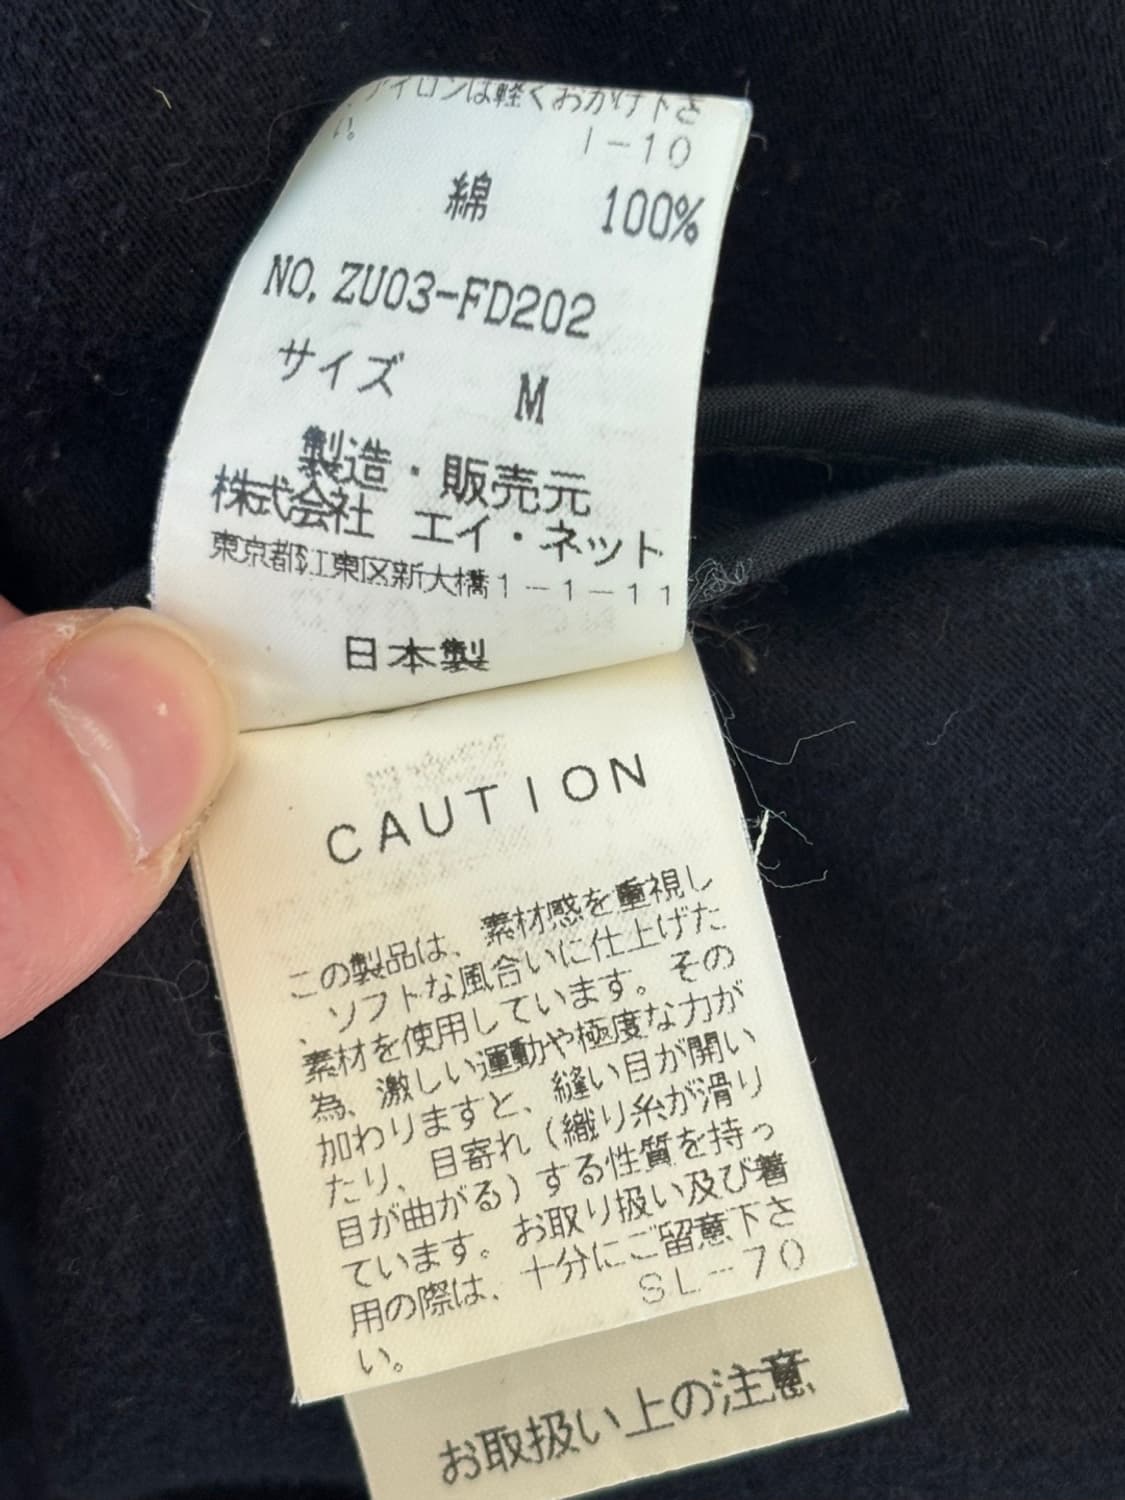 アイロンは軽くおかけ下さ
い。
I-10
綿 100%
NO. ZU03-FD202
サイズ M
製造・販売元
株式会社 エイ・ネット
東京都江東区新大橋1-1-11
日本製
CAUTION
この製品は、素材感を重視し
、ソフトな風合いに仕上げた
素材を使用しています。その
為、激しい運動や極度な力が
加わりますと、縫い目が開い
たり、目寄れ(織り糸が滑り
目が曲がる)する性質を持っ
ています。お取り扱い及び着
用の際は、十分にご留意下さ
い。
SL-70
お取扱い上の注意